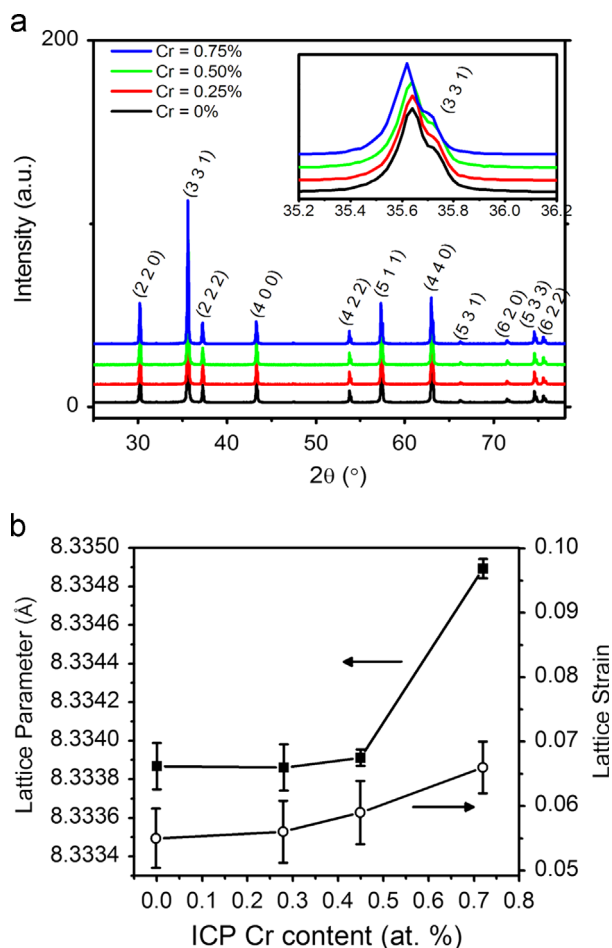 a
200
Cr = 0.75%
Cr = 0.50%
Cr = 0.25%
Cr = 0%
(3 3 1)
35.2 35.4 35.6 35.8 36.0 36.2
Intensity (a.u.)
(2 2 0)
(3 3 1)
(2 2 2)
(4 0 0)
(4 2 2)
(5 1 1)
(4 4 0)
(5 3 1)
(6 2 0)
(5 3 3)
(6 2 2)
0
30 40 50 60 70
2θ (°)
b
8.3350
8.3348
8.3346
8.3344
8.3342
8.3340
8.3338
8.3336
8.3334
Lattice Parameter (Å)
0.10
0.09
0.08
0.07
0.06
0.05
Lattice Strain
0.0 0.1 0.2 0.3 0.4 0.5 0.6 0.7 0.8
ICP Cr content (at. %)